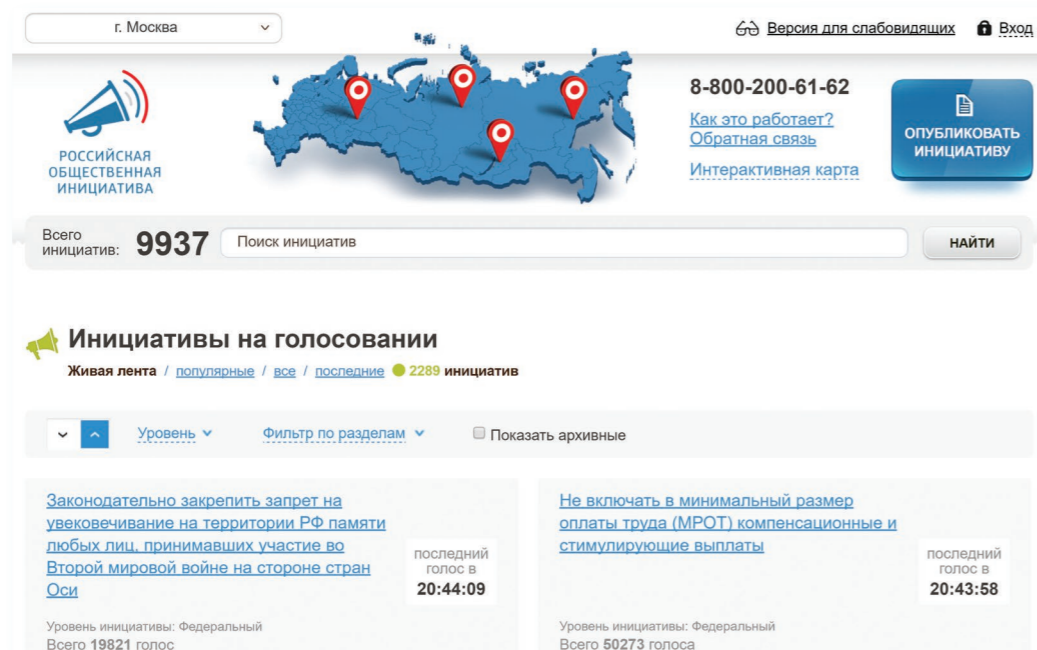 г. Москва
Версия для слабовидящих
Вход
РОССИЙСКАЯ
ОБЩЕСТВЕННАЯ
ИНИЦИАТИВА
8-800-200-61-62
Как это работает?
Обратная связь
Интерактивная карта
ОПУБЛИКОВАТЬ
ИНИЦИАТИВУ
Всего
инициатив:
9937
Поиск инициатив
НАЙТИ
Инициативы на голосовании
Живая лента / популярные / все / последние 2289 инициатив
Уровень
Фильтр по разделам
Показать архивные
Законодательно закрепить запрет на
увековечивание на территории РФ памяти
любых лиц, принимавших участие во
Второй мировой войне на стороне стран
Оси
последний
голос в
20:44:09
Уровень инициативы: Федеральный
Всего 19821 голос
Не включать в минимальный размер
оплаты труда (МРОТ) компенсационные и
стимулирующие выплаты
последний
голос в
20:43:58
Уровень инициативы: Федеральный
Всего 50273 голоса